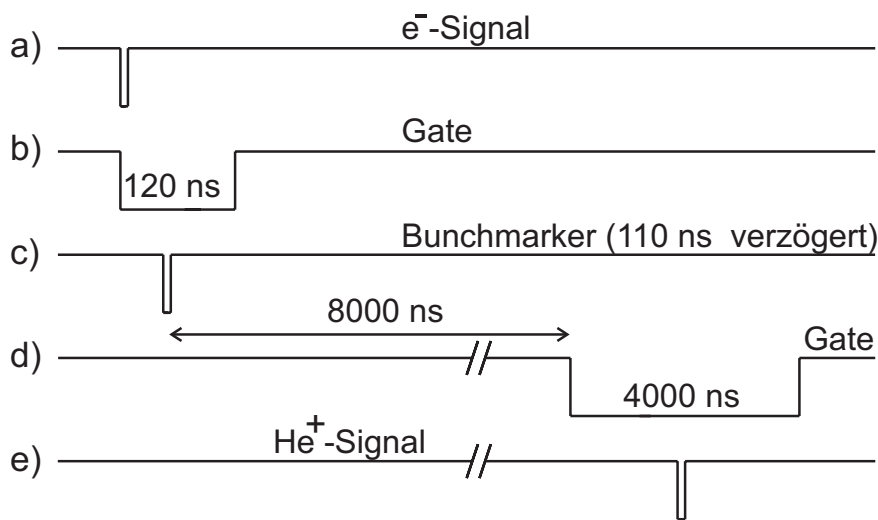 a) e⁻-Signal
b) Gate
120 ns
c) Bunchmarker (110 ns verzögert)
8000 ns
d) Gate
4000 ns
e) He⁺-Signal